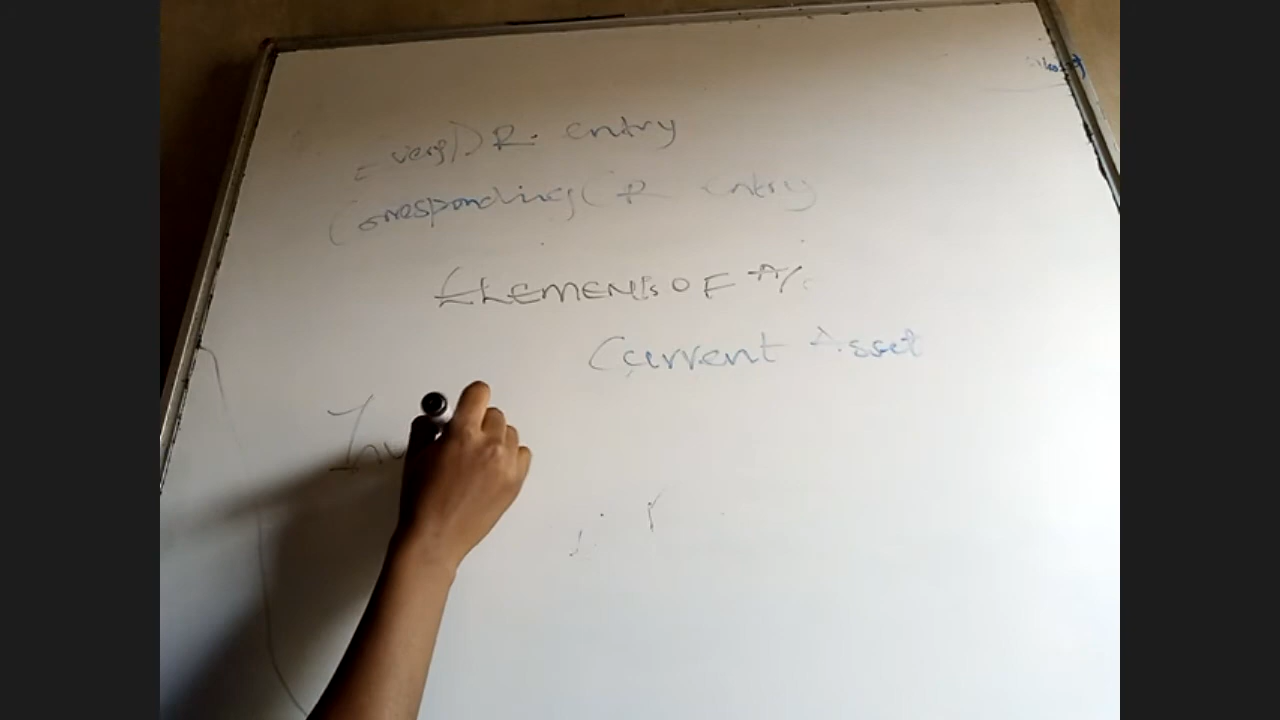 Every DR. entry
Corresponding CR entry
ELEMENTs OF A/c
Current Asset
Inv